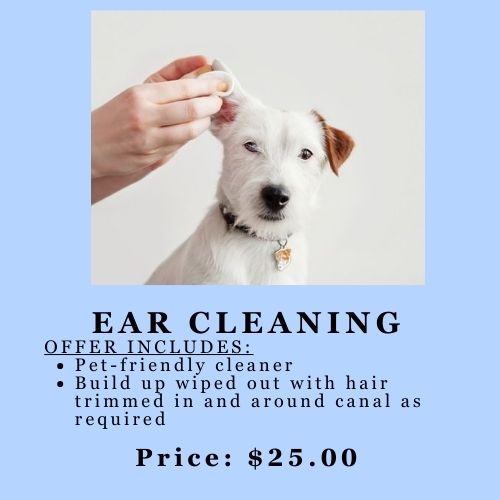 EAR CLEANING
OFFER INCLUDES:
• Pet-friendly cleaner
• Build up wiped out with hair
trimmed in and around canal as
required
Price: $25.00